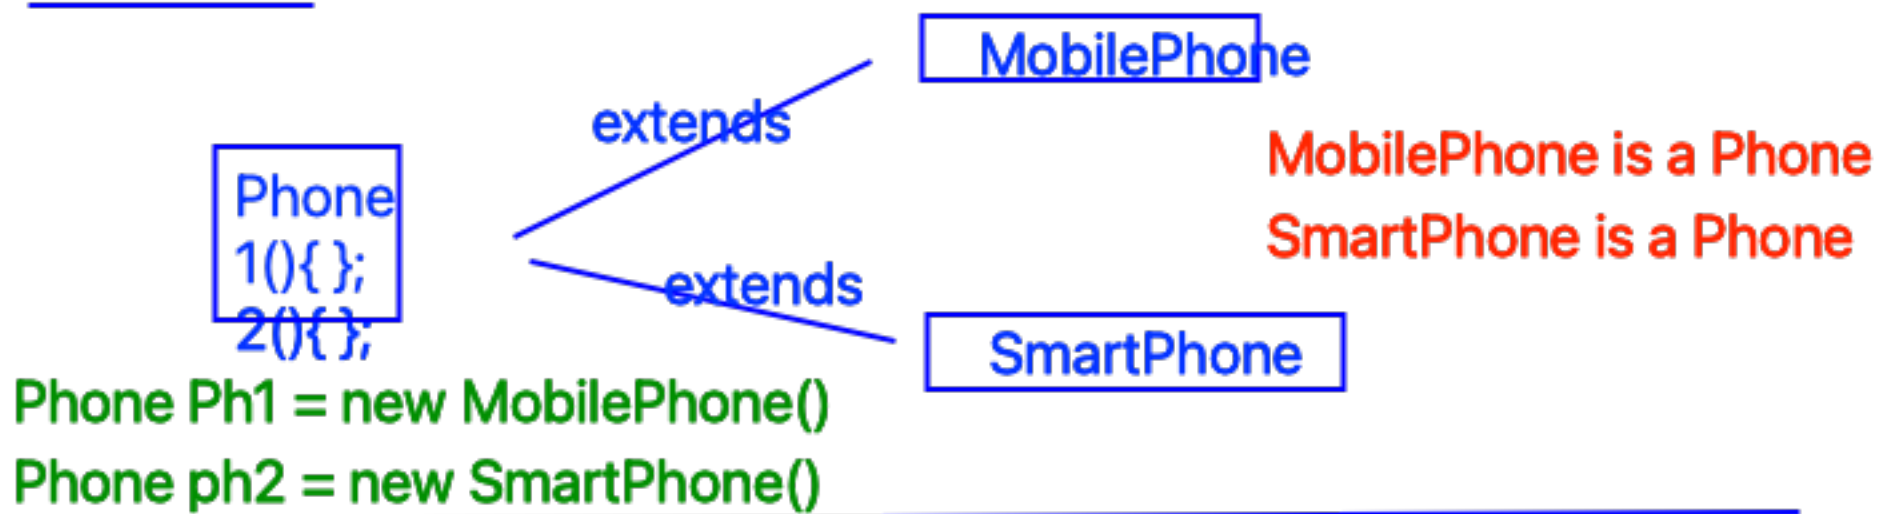 MobilePhone
extends
MobilePhone is a Phone
Phone
1(){ };
2(){ };
SmartPhone is a Phone
extends
SmartPhone
Phone Ph1 = new MobilePhone()
Phone ph2 = new SmartPhone()